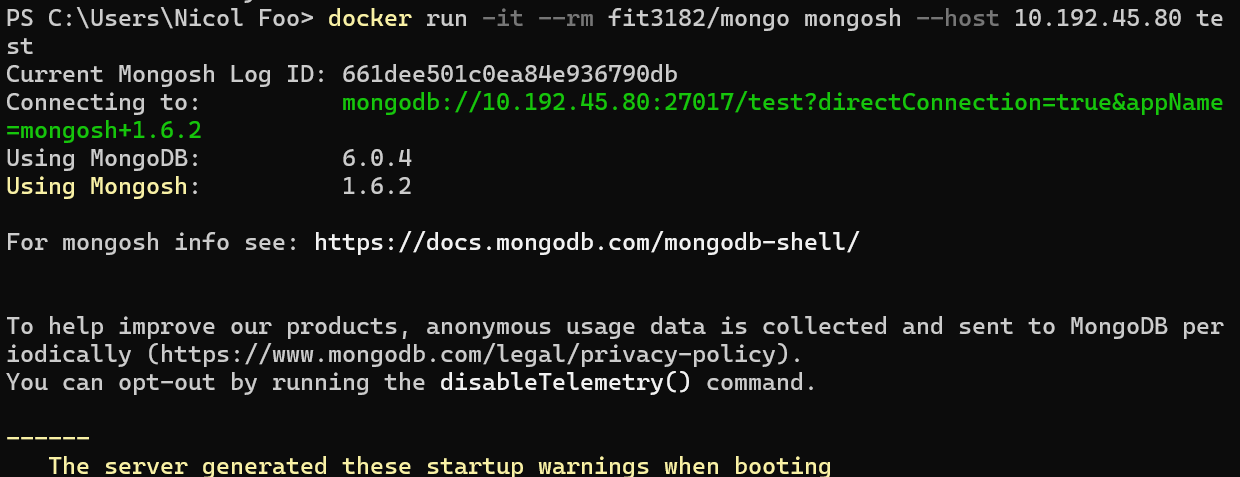 PS C:\Users\Nicol Foo> docker run -it --rm fit3182/mongo mongosh --host 10.192.45.80 te
st
Current Mongosh Log ID: 661dee501c0ea84e936790db
Connecting to:          mongodb://10.192.45.80:27017/test?directConnection=true&appName
=mongosh+1.6.2
Using MongoDB:          6.0.4
Using Mongosh:          1.6.2
For mongosh info see: https://docs.mongodb.com/mongodb-shell/
To help improve our products, anonymous usage data is collected and sent to MongoDB per
iodically (https://www.mongodb.com/legal/privacy-policy).
You can opt-out by running the disableTelemetry() command.
------
   The server generated these startup warnings when booting